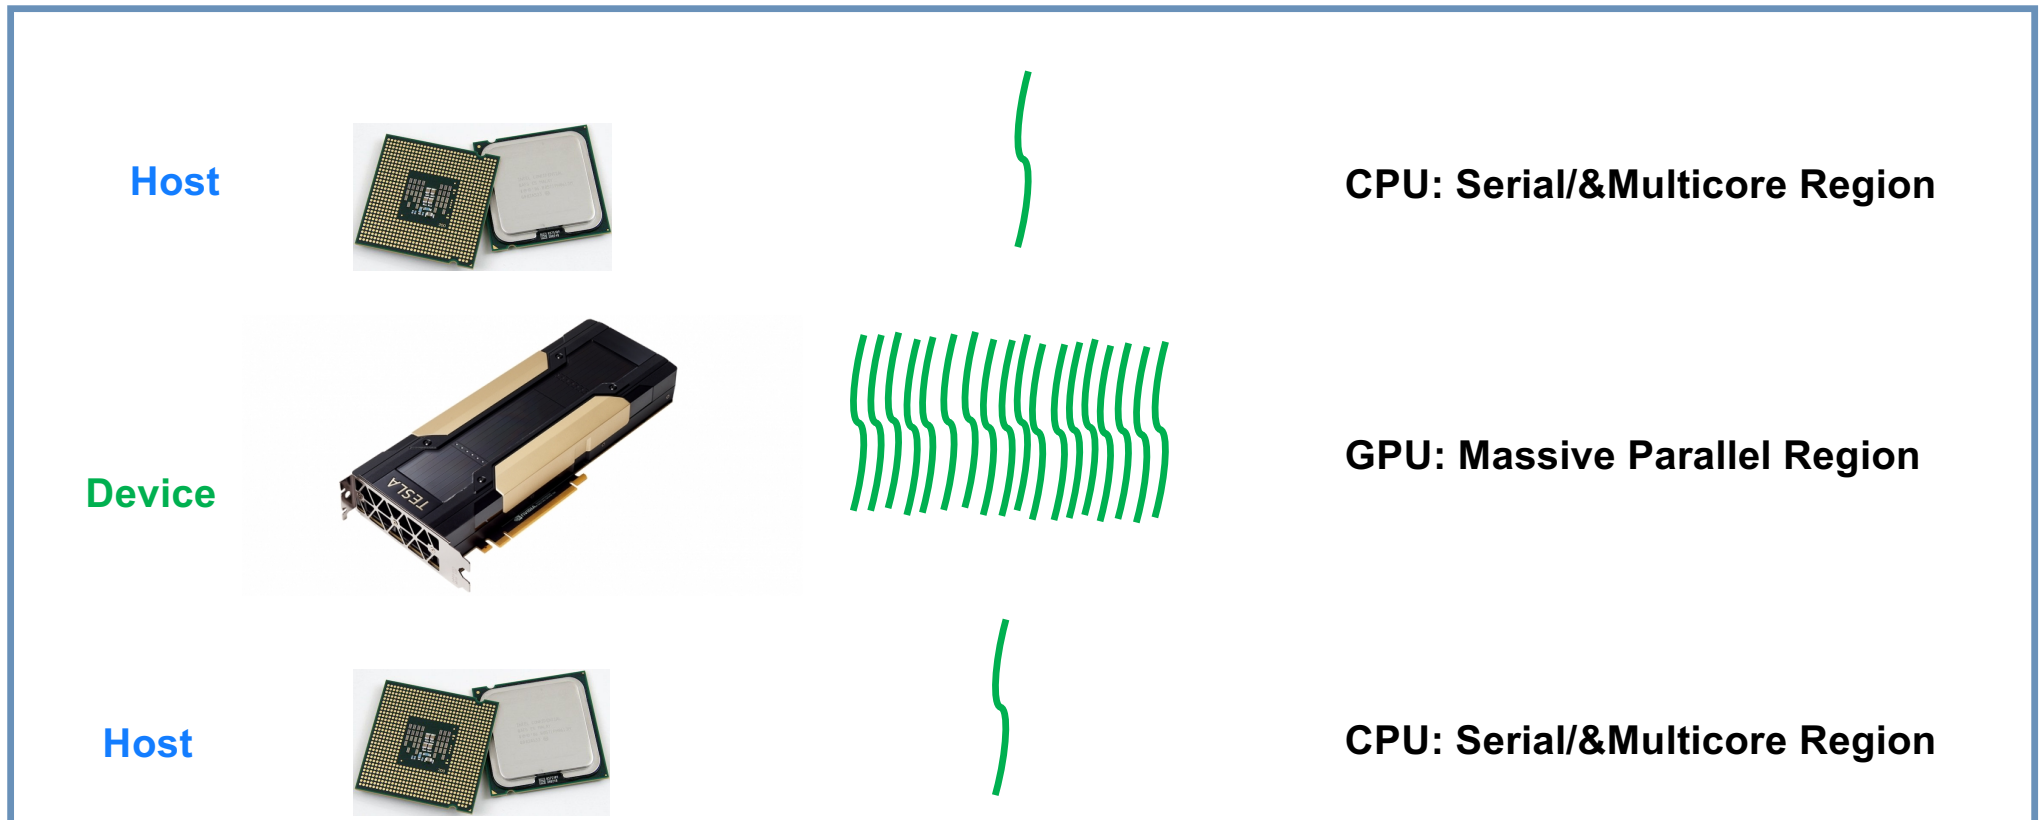 Host
CPU: Serial/&Multicore Region
TESLA
GPU: Massive Parallel Region
Device
Host
CPU: Serial/&Multicore Region